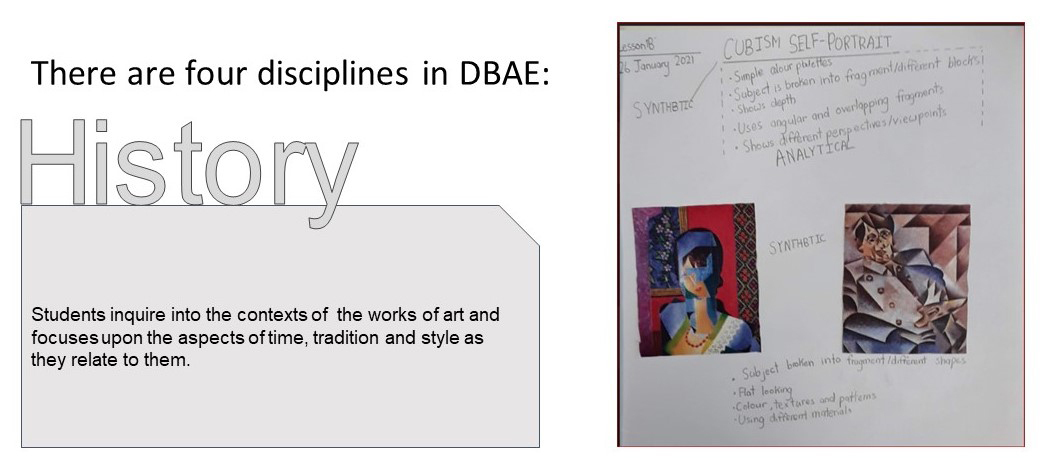 There are four disciplines in DBAE:
History
Students inquire into the contexts of the works of art and
focuses upon the aspects of time, tradition and style as
they relate to them.
Lesson8
26 January 2021
CUBISM SELF-PORTRAIT
SYNTHETIC
• Simple colour palettes
• Subject is broken into fragment/different blocks!
• Shows depth
• Uses angular and overlapping fragments
• Shows different perspectives/viewpoints
ANALYTICAL
SYNTHETIC
• Subject broken into fragment/different shapes
• Flat looking
• Colour, textures and patterns
• Using different materials